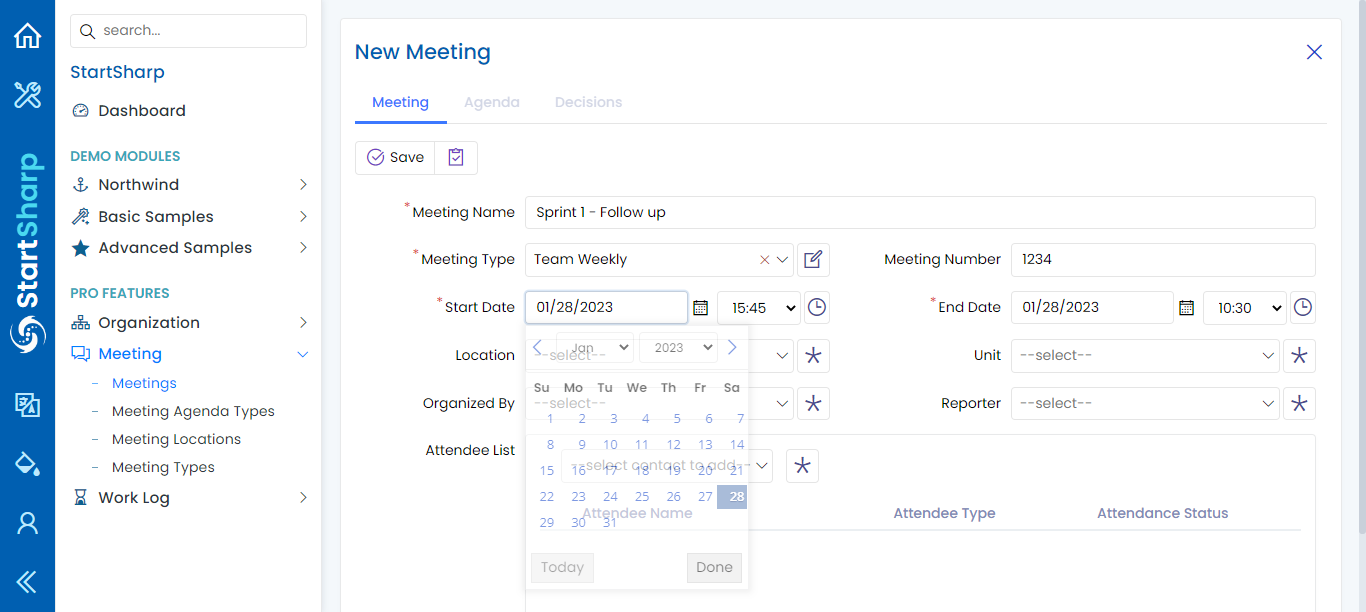 search...
StartSharp
Dashboard
DEMO MODULES
Northwind
Basic Samples
Advanced Samples
PRO FEATURES
Organization
Meeting
– Meetings
– Meeting Agenda Types
– Meeting Locations
– Meeting Types
Work Log
StartSharp
New Meeting
Meeting Agenda Decisions
Save
*Meeting Name Sprint 1 - Follow up
*Meeting Type Team Weekly Meeting Number 1234
*Start Date 01/28/2023 15:45 *End Date 01/28/2023 10:30
Location --select-- Unit --select--
Organized By --select-- Reporter --select--
Attendee List --select contact to add--
Attendee Name Attendee Type Attendance Status
Jan 2023
Su Mo Tu We Th Fr Sa
1 2 3 4 5 6 7
8 9 10 11 12 13 14
15 16 17 18 19 20 21
22 23 24 25 26 27 28
29 30 31
Today Done